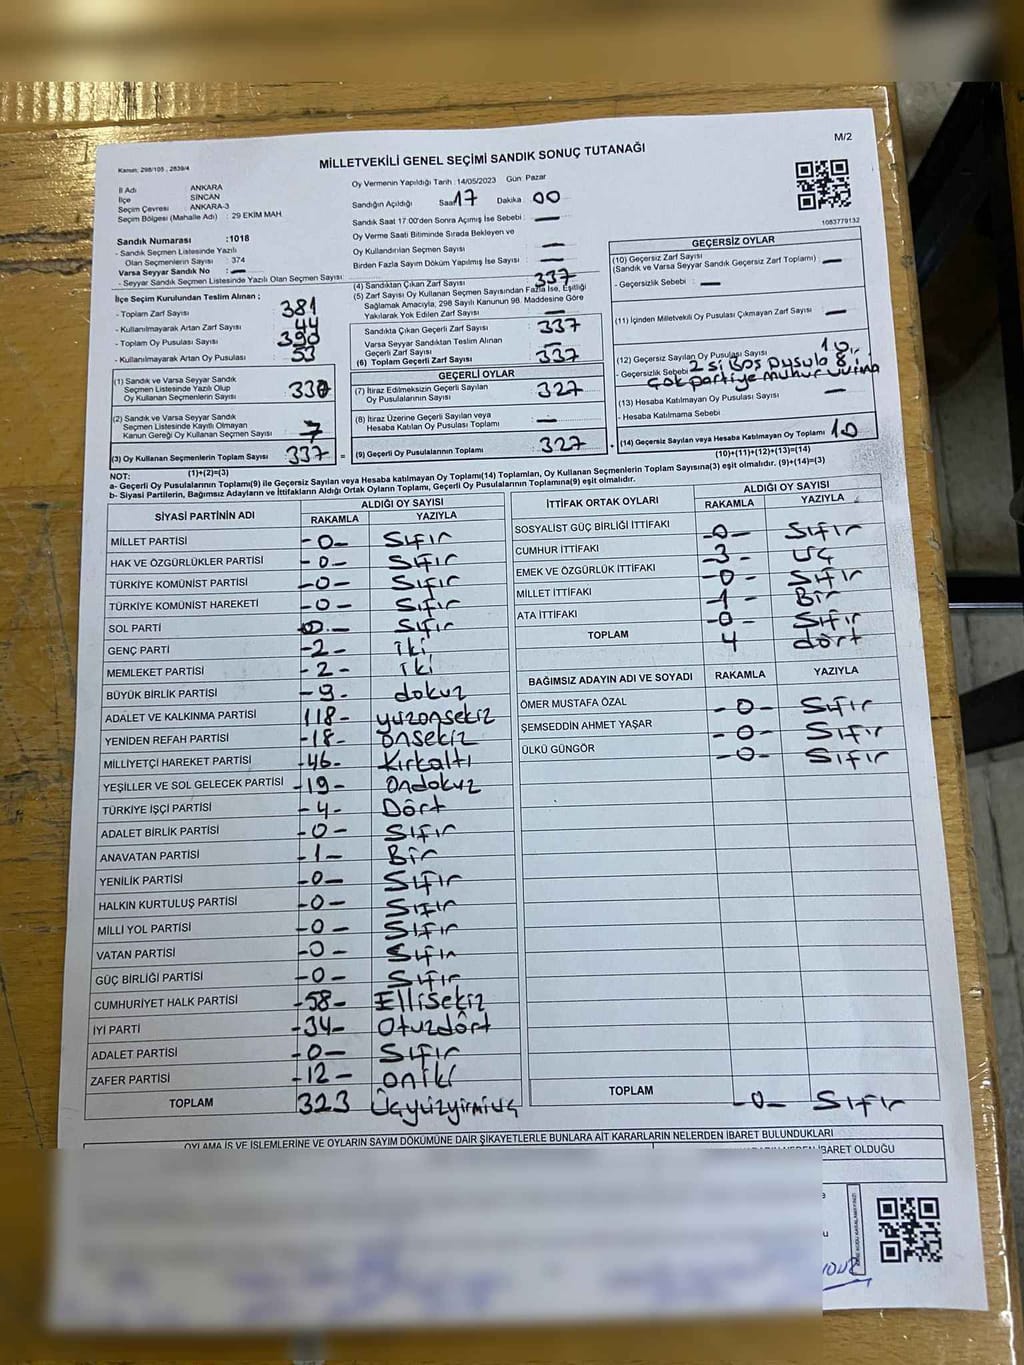 M/2
MİLLETVEKİLİ GENEL SEÇİMİ SANDIK SONUÇ TUTANAĞI
Kanun: 298/105 , 2839/4
İl Adı ANKARA
İlçe SİNCAN
Seçim Çevresi : ANKARA-3
Seçim Bölgesi (Mahalle Adı) : 29 EKİM MAH
Sandık Numarası :1018
- Sandık Seçmen Listesinde Yazılı
Olan Seçmenlerin Sayısı : 374
Varsa Seyyar Sandık No : —
- Seyyar Sandık Seçmen Listesinde Yazılı Olan Seçmen Sayısı:
Oy Vermenin Yapıldığı Tarih :14/05/2023 Gün Pazar
Sandığın Açıldığı Saat 17 Dakika 00
Sandık Saat 17:00'den Sonra Açımış İse Sebebi : —
Oy Verme Saati Bitiminde Sırada Bekleyen ve
Oy Kullandırılan Seçmen Sayısı : —
Birden Fazla Sayım Döküm Yapılmış İse Sayısı : —
1083779132
İlçe Seçim Kurulundan Teslim Alınan :
- Toplam Zarf Sayısı : 381
- Kullanılmayarak Artan Zarf Sayısı : 44
- Toplam Oy Pusulası Sayısı : 390
- Kullanılmayarak Artan Oy Pusulası : 53
(1) Sandık ve Varsa Seyyar Sandık
Seçmen Listesinde Yazılı Olup
Oy Kullanan Seçmenlerin Sayısı : 330
(2) Sandık ve Varsa Seyyar Sandık
Seçmen Listesinde Kayıtlı Olmayan
Kanun Gereği Oy Kullanan Seçmen Sayısı : 7
(3) Oy Kullanan Seçmenlerin Toplam Sayısı : 337 =
(1)+(2)=(3)
(4) Sandıktan Çıkan Zarf Sayısı : 337
(5) Zarf Sayısı Oy Kullanan Seçmen Sayısından Fazla İse, Eşitliği
Sağlamak Amacıyla; 298 Sayılı Kanunun 98. Maddesine Göre
Yakılarak Yok Edilen Zarf Sayısı : —
Sandıkta Çıkan Geçerli Zarf Sayısı : 337
Varsa Seyyar Sandıktan Teslim Alınan
Geçerli Zarf Sayısı : —
(6) Toplam Geçerli Zarf Sayısı : 337
GEÇERLİ OYLAR
(7) İtiraz Edilmeksizin Geçerli Sayılan
Oy Pusulalarının Sayısı : 327
(8) İtiraz Üzerine Geçerli Sayılan veya
Hesaba Katılan Oy Pusulası Toplamı : —
(9) Geçerli Oy Pusulalarının Toplamı : 327
GEÇERSİZ OYLAR
(10) Geçersiz Zarf Sayısı
(Sandık ve Varsa Seyyar Sandık Geçersiz Zarf Toplamı) : —
- Geçersizlik Sebebi : —
(11) İçinden Milletvekili Oy Pusulası Çıkmayan Zarf Sayısı : —
(12) Geçersiz Sayılan Oy Pusulası Sayısı : 10
- Geçersizlik Sebebi : 2 si Boş Pusula 8 i
Çok partiye mühür
(13) Hesaba Katılmayan Oy Pusulası Sayısı : —
- Hesaba Katılmama Sebebi
(14) Geçersiz Sayılan veya Hesaba Katılmayan Oy Toplamı : 10
(10)+(11)+(12)+(13)=(14)
NOT:
a- Geçerli Oy Pusulalarının Toplamı(9) ile Geçersiz Sayılan veya Hesaba katılmayan Oy Toplamı(14) Toplamları, Oy Kullanan Seçmenlerin Toplam Sayısına(3) eşit olmalıdır. (9)+(14)=(3)
b- Siyasi Partilerin, Bağımsız Adayların ve İttifakların Aldığı Ortak Oyların Toplamı, Geçerli Oy Pusulalarının Toplamına(9) eşit olmalıdır.
SİYASİ PARTİNİN ADI ALDIĞI OY SAYISI
RAKAMLA YAZIYLA
MİLLET PARTİSİ -0- Sıfır
HAK VE ÖZGÜRLÜKLER PARTİSİ -0- Sıfır
TÜRKİYE KOMÜNİST PARTİSİ -0- Sıfır
TÜRKİYE KOMÜNİST HAREKETİ -0- Sıfır
SOL PARTİ -0- Sıfır
GENÇ PARTİ -2- iki
MEMLEKET PARTİSİ -2- iki
BÜYÜK BİRLİK PARTİSİ -9- dokuz
ADALET VE KALKINMA PARTİSİ 118- yüzonsekiz
YENİDEN REFAH PARTİSİ -18- onsekiz
MİLLİYETÇİ HAREKET PARTİSİ -46- Kırkaltı
YEŞİLLER VE SOL GELECEK PARTİSİ -19- Ondokuz
TÜRKİYE İŞÇİ PARTİSİ -4- Dört
ADALET BİRLİK PARTİSİ -0- Sıfır
ANAVATAN PARTİSİ -1- Bir
YENİLİK PARTİSİ -0- Sıfır
HALKIN KURTULUŞ PARTİSİ -0- Sıfır
MİLLİ YOL PARTİSİ -0- Sıfır
VATAN PARTİSİ -0- Sıfır
GÜÇ BİRLİĞİ PARTİSİ -0- Sıfır
CUMHURİYET HALK PARTİSİ -58- Ellisekiz
İYİ PARTİ -34- Otuzdört
ADALET PARTİSİ -0- Sıfır
ZAFER PARTİSİ -12- oniki
TOPLAM 323 Üçyüzyirmiüç
İTTİFAK ORTAK OYLARI ALDIĞI OY SAYISI
RAKAMLA YAZIYLA
SOSYALİST GÜÇ BİRLİĞİ İTTİFAKI -0- Sıfır
CUMHUR İTTİFAKI -3- Üç
EMEK VE ÖZGÜRLÜK İTTİFAKI -0- Sıfır
MİLLET İTTİFAKI -1- Bir
ATA İTTİFAKI -0- Sıfır
TOPLAM 4 dört
BAĞIMSIZ ADAYIN ADI VE SOYADI RAKAMLA YAZIYLA
ÖMER MUSTAFA ÖZAL -0- Sıfır
ŞEMSEDDİN AHMET YAŞAR -0- Sıfır
ÜLKÜ GÜNGÖR -0- Sıfır
TOPLAM -0- Sıfır
OYLAMA İŞ VE İŞLEMLERİNE VE OYLARIN SAYIM DÖKÜMÜNE DAİR ŞİKAYETLERLE BUNLARA AİT KARARLARIN NELERDEN İBARET BULUNDUKLARI
İBARET OLDUĞU